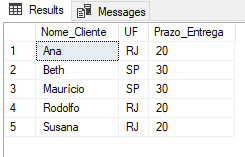 Results Messages
Nome_Cliente UF Prazo_Entrega
1 Ana RJ 20
2 Beth SP 30
3 Maurício SP 30
4 Rodolfo RJ 20
5 Susana RJ 20